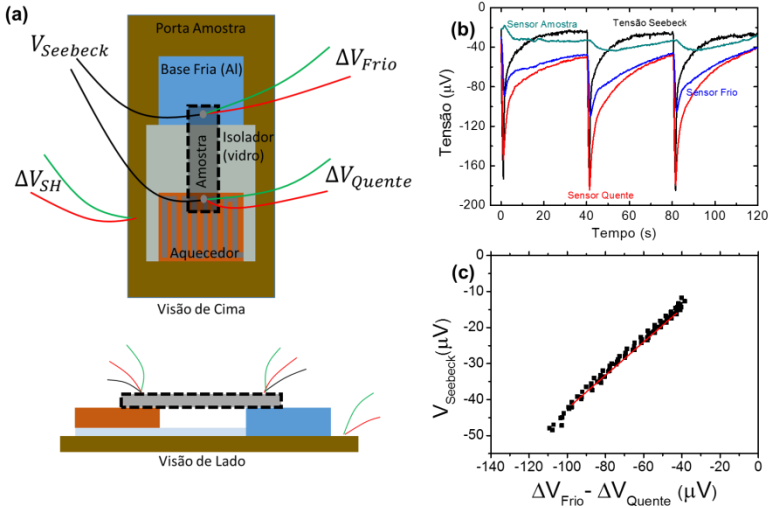 (a)
Porta Amostra
V_Seebeck
Base Fria (Al)
ΔV_Frio
Isolador
(vidro)
Amostra
ΔV_SH
ΔV_Quente
Aquecedor
Visão de Cima
Visão de Lado
(b)
Sensor Amostra
Tensão Seebeck
Sensor Frio
Sensor Quente
Tensão (μV)
0
-40
-80
-120
-160
-200
0 20 40 60 80 100 120
Tempo (s)
(c)
V_Seebeck(μV)
0
-10
-20
-30
-40
-50
-140 -120 -100 -80 -60 -40 -20
ΔV_Frio - ΔV_Quente (μV)